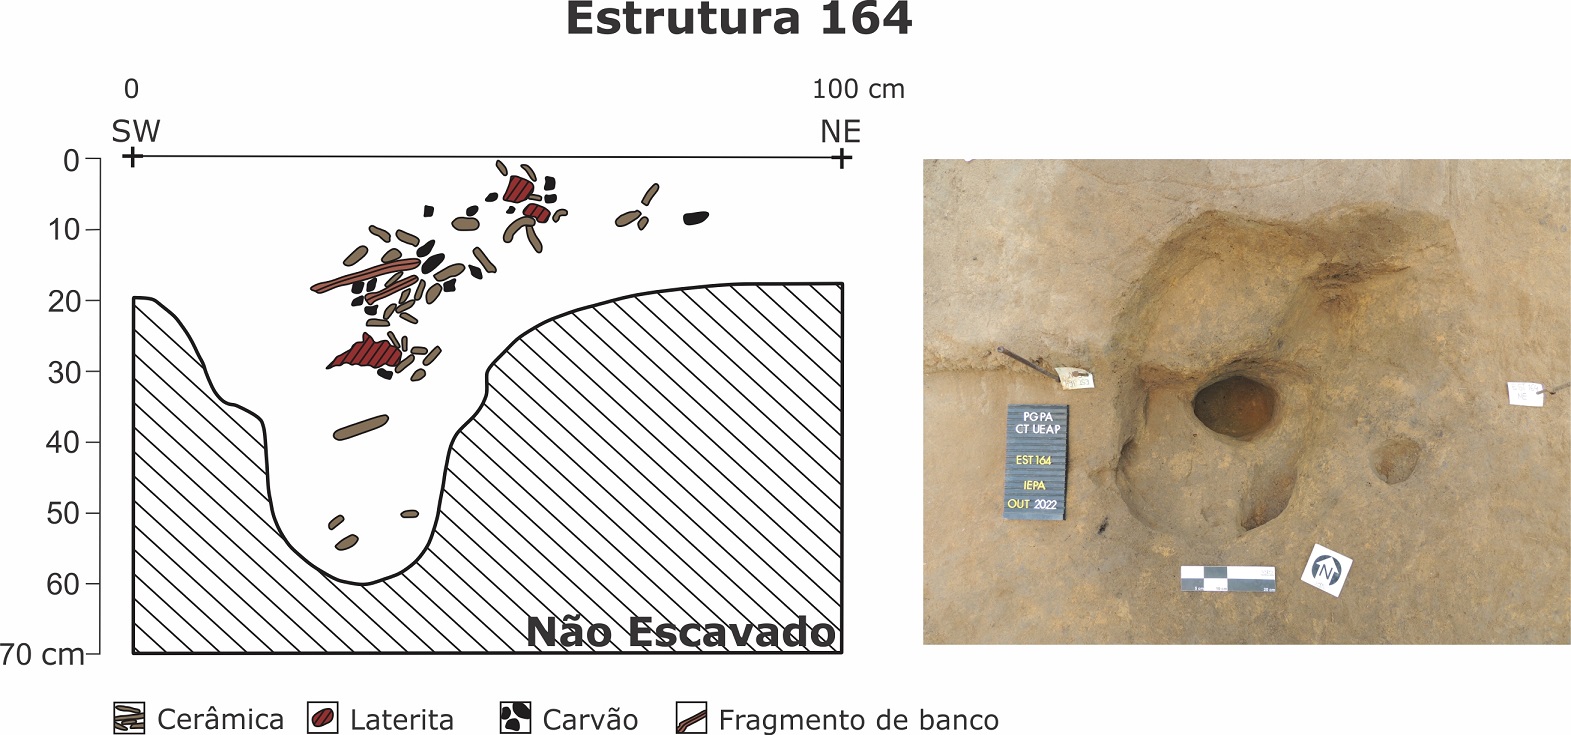 Estrutura 164
0
100 cm
SW
NE
0
10
20
30
40
50
60
70 cm
Não Escavado
Cerâmica
Laterita
Carvão
Fragmento de banco
PGPA
CT UEAP
EST 164
IEPA
OUT 2022
N